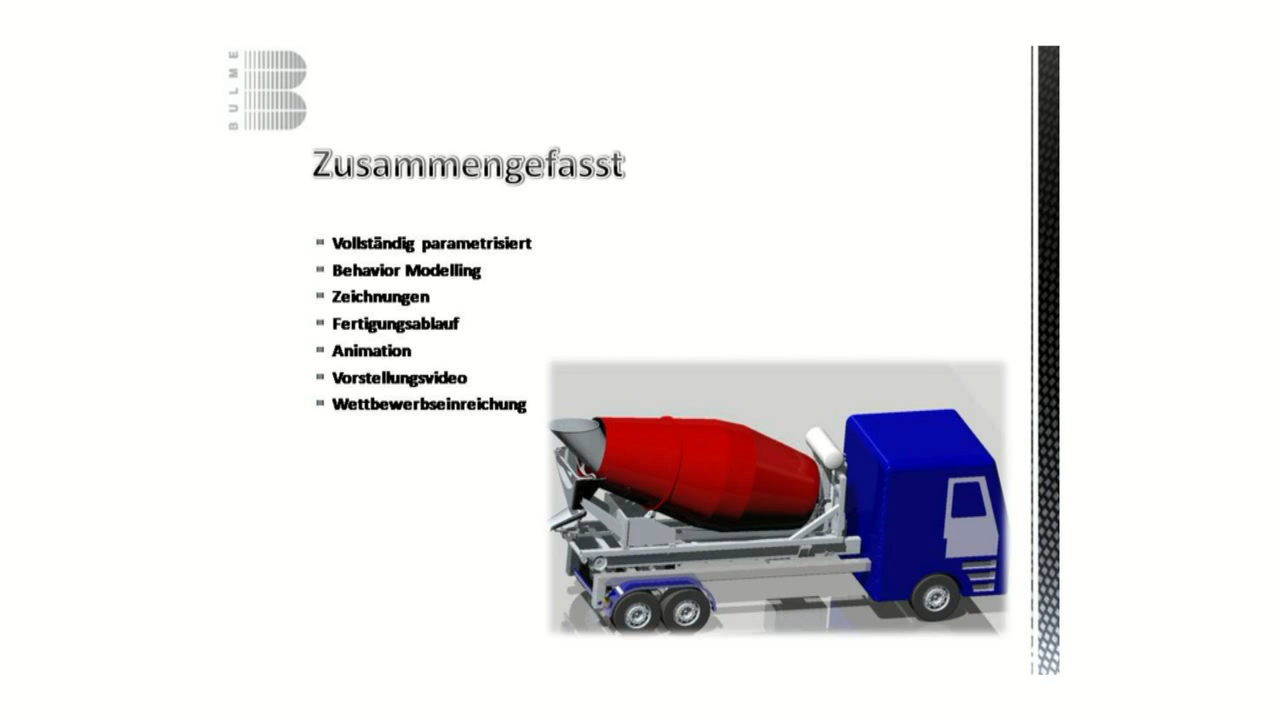 BULME
Zusammengefasst
Vollständig parametrisiert
Behavior Modelling
Zeichnungen
Fertigungsablauf
Animation
Vorstellungsvideo
Wettbewerbseinreichung